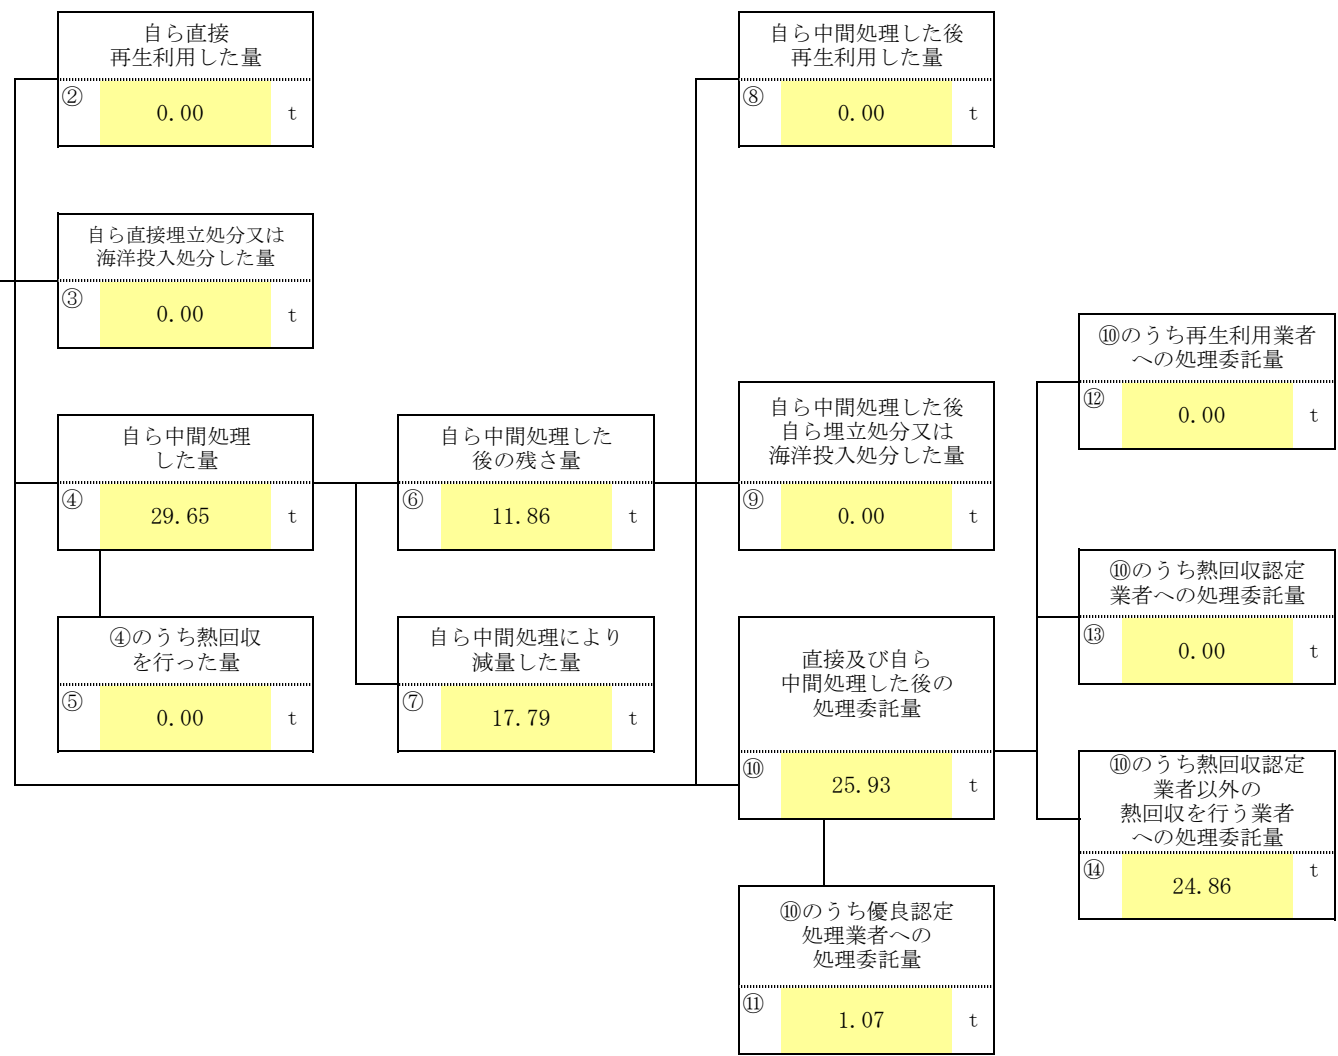 自ら直接
再生利用した量
② 0.00 t
自ら直接埋立処分又は
海洋投入処分した量
③ 0.00 t
自ら中間処理
した量
④ 29.65 t
④のうち熱回収
を行った量
⑤ 0.00 t
自ら中間処理した
後の残さ量
⑥ 11.86 t
自ら中間処理により
減量した量
⑦ 17.79 t
自ら中間処理した後
再生利用した量
⑧ 0.00 t
自ら中間処理した後
自ら埋立処分又は
海洋投入処分した量
⑨ 0.00 t
直接及び自ら
中間処理した後の
処理委託量
⑩ 25.93 t
⑩のうち優良認定
処理業者への
処理委託量
⑪ 1.07 t
⑩のうち再生利用業者
への処理委託量
⑫ 0.00 t
⑩のうち熱回収認定
業者への処理委託量
⑬ 0.00 t
⑩のうち熱回収認定
業者以外の
熱回収を行う業者
への処理委託量
⑭ 24.86 t